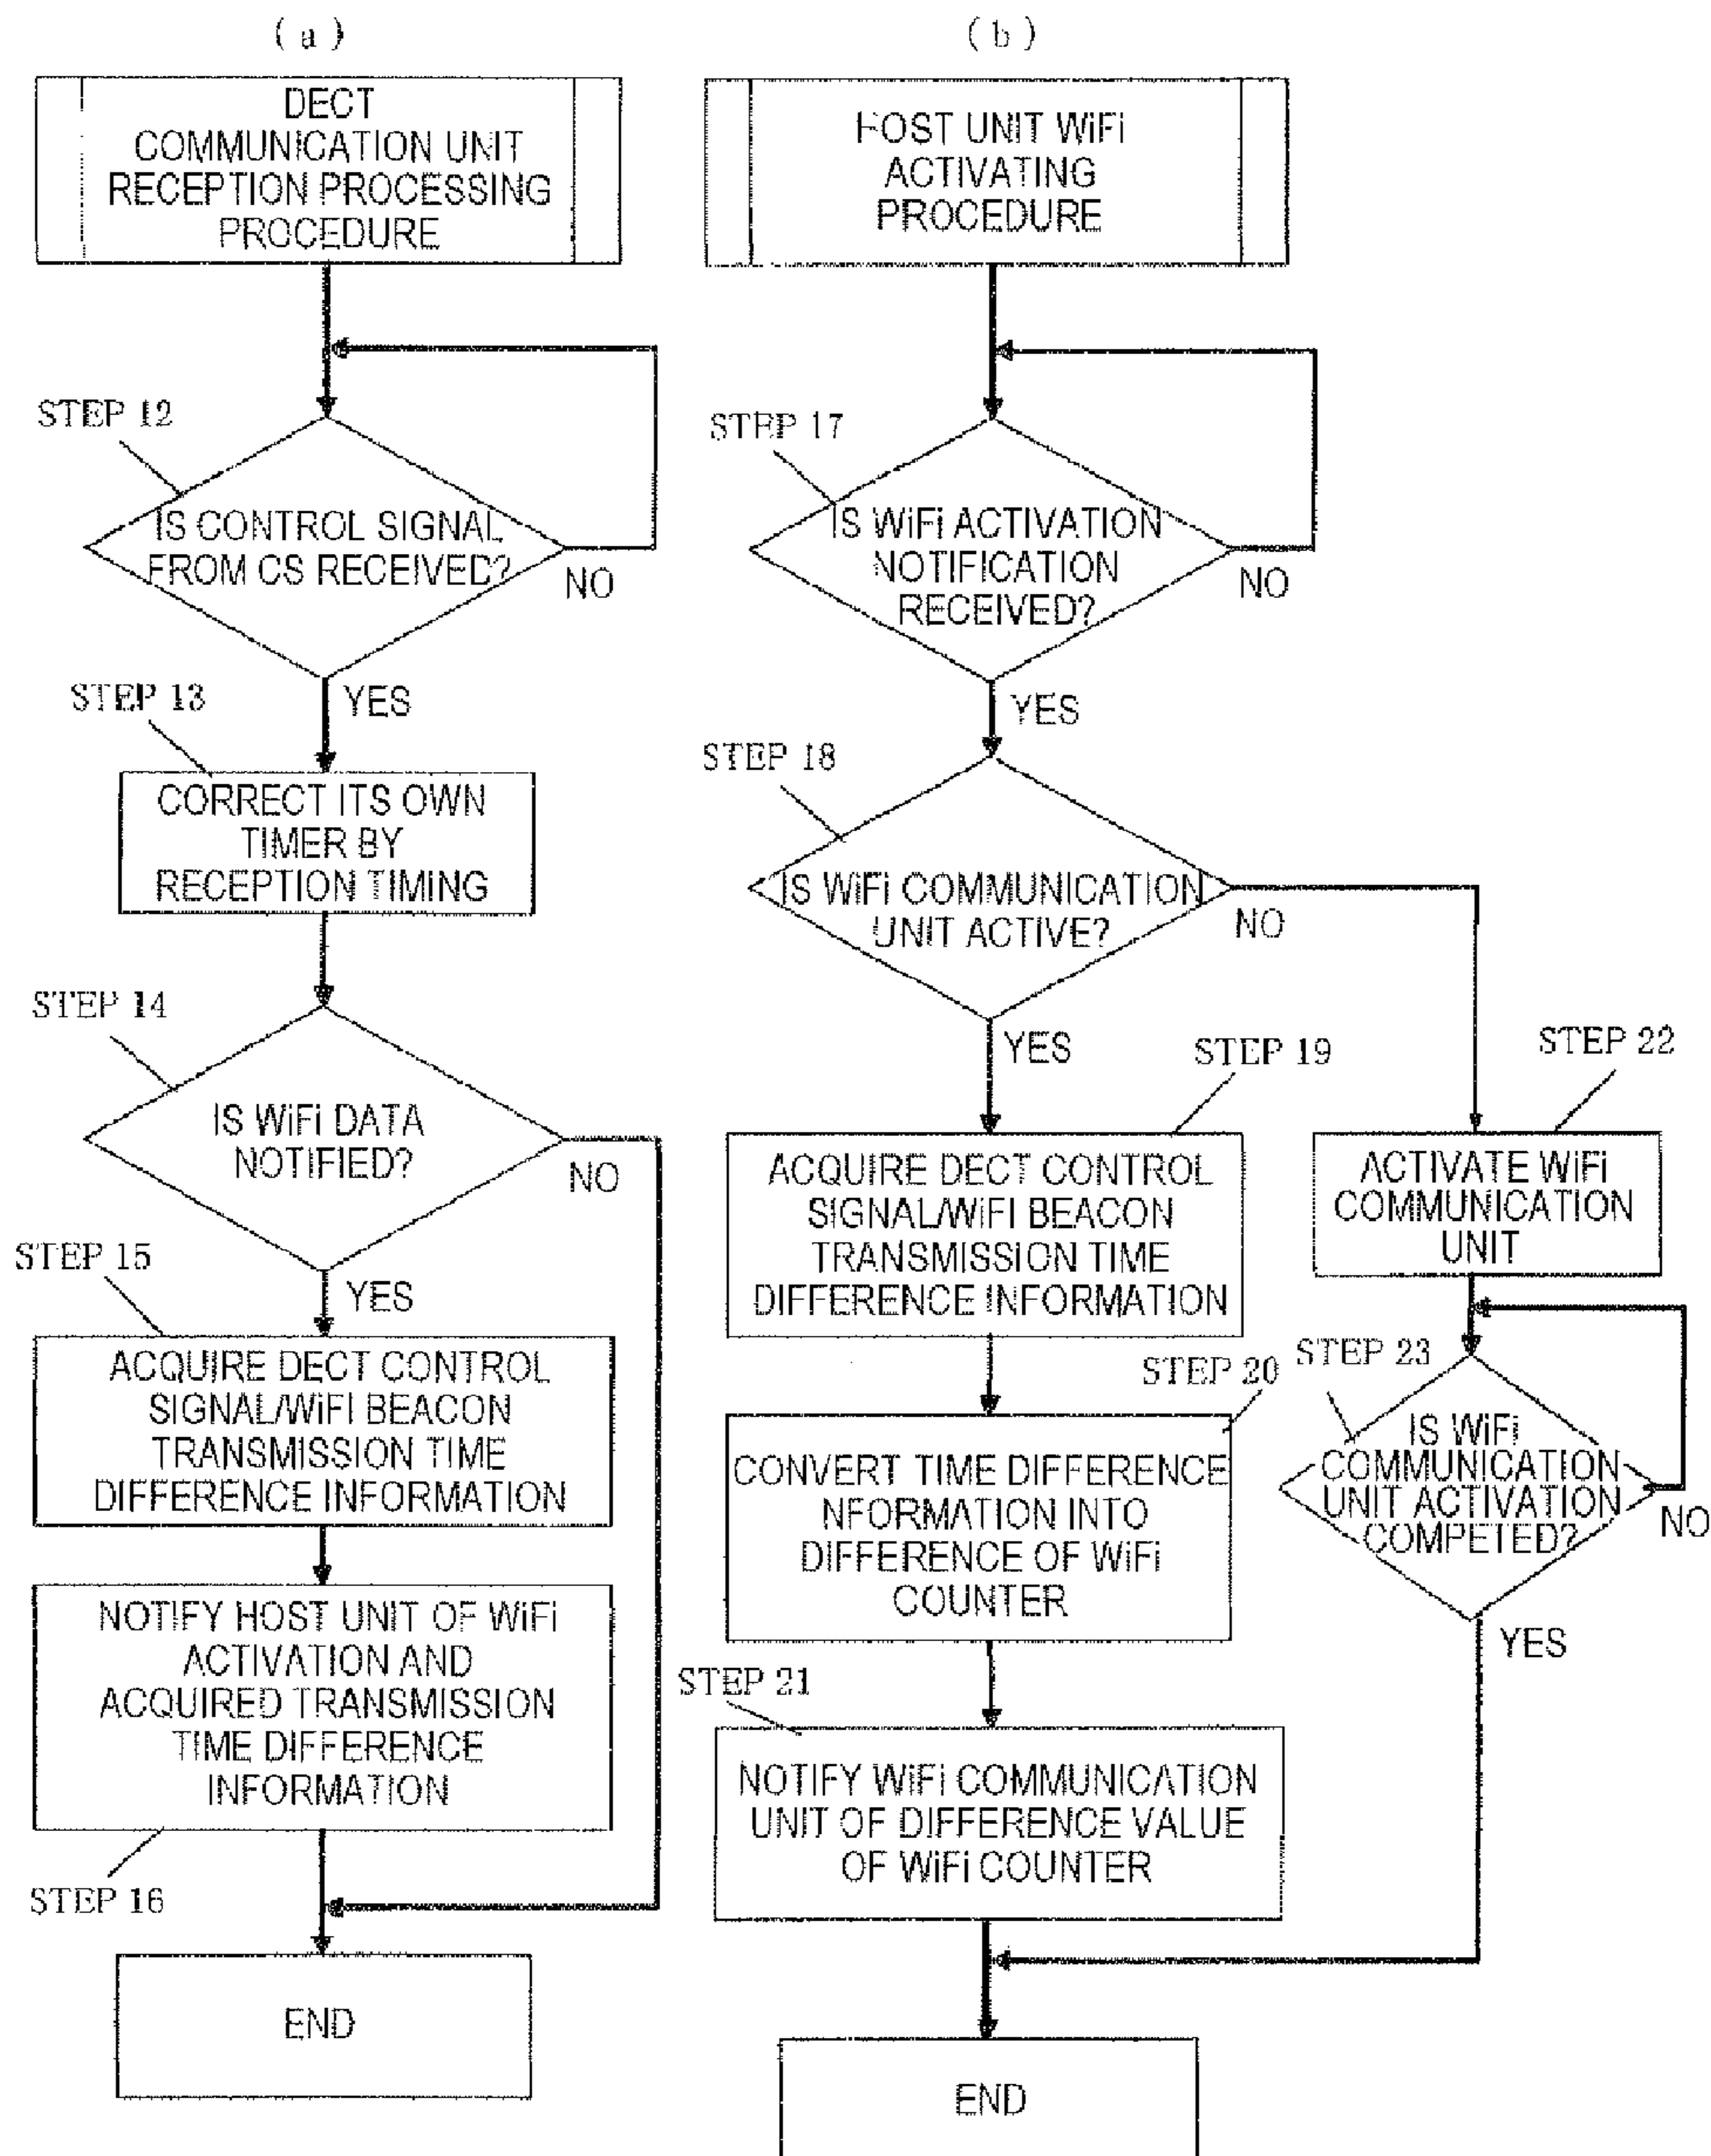 ( a )
DECT
COMMUNICATION UNIT
RECEPTION PROCESSING
PROCEDURE
STEP 12
IS CONTROL SIGNAL
FROM CS RECEIVED?
NO
YES
STEP 13
CORRECT ITS OWN
TIMER BY
RECEPTION TIMING
STEP 14
IS WiFi DATA
NOTIFIED?
NO
YES
STEP 15
ACQUIRE DECT CONTROL
SIGNAL/WiFi BEACON
TRANSMISSION TIME
DIFFERENCE INFORMATION
NOTIFY HOST UNIT OF WiFi
ACTIVATION AND
ACQUIRED TRANSMISSION
TIME DIFFERENCE
INFORMATION
STEP 16
END
( b )
HOST UNIT WiFi
ACTIVATING
PROCEDURE
STEP 17
IS WiFi ACTIVATION
NOTIFICATION
RECEIVED?
NO
YES
STEP 18
IS WiFi COMMUNICATION
UNIT ACTIVE?
NO
YES
STEP 19
ACQUIRE DECT CONTROL
SIGNAL/WiFi BEACON
TRANSMISSION TIME
DIFFERENCE INFORMATION
STEP 20
CONVERT TIME DIFFERENCE
NFORMATION INTO
DIFFERENCE OF WiFi
COUNTER
STEP 21
NOTIFY WiFi COMMUNICATION
UNIT OF DIFFERENCE VALUE
OF WiFi COUNTER
STEP 22
ACTIVATE WiFi
COMMUNICATION
UNIT
STEP 23
IS WiFi
COMMUNICATION
UNIT ACTIVATION
COMPETED?
NO
YES
END